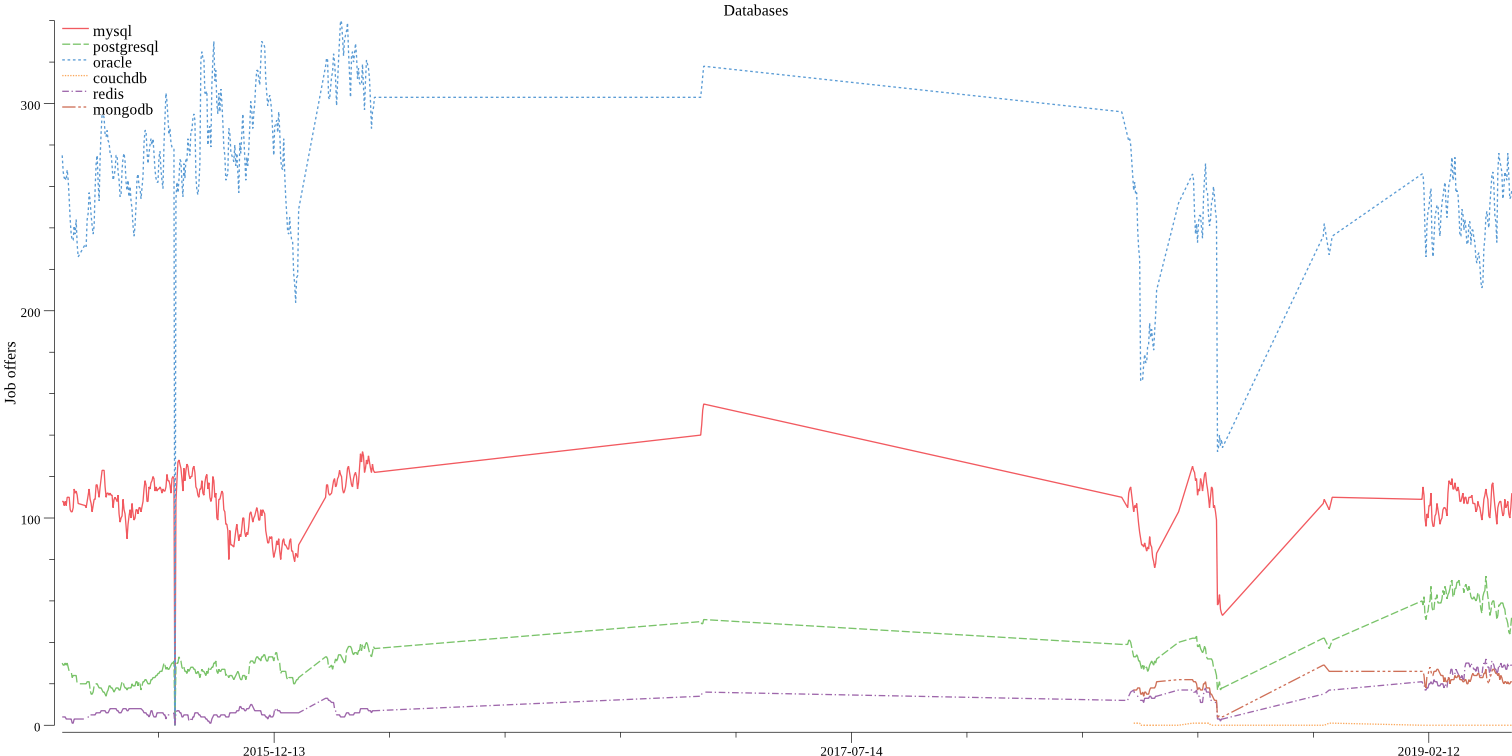 Databases
mysql
postgresql
oracle
couchdb
redis
mongodb
300
200
100
0
Job offers
2015-12-13
2017-07-14
2019-02-12